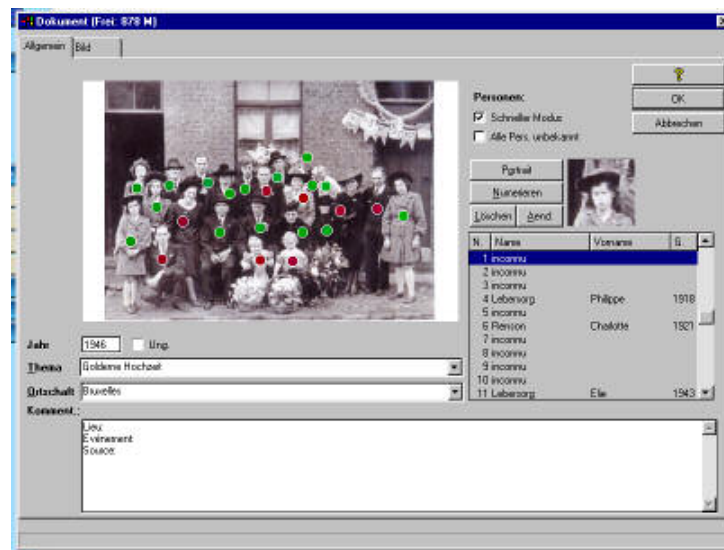 Dokument (Frei: 878 M)
Allgemein Bild
?
Personen:
OK
Schneller Modus
Abbrechen
Alle Pers. unbekannt
Portrait
Numerieren
Löschen Aend.
N. Name Vorname G.
1 inconnu
2 inconnu
3 inconnu
4 Lebensorg Philippe 1918
5 inconnu
6 Renson Charlotte 1921
7 inconnu
8 inconnu
9 inconnu
10 inconnu
11 Lebensorg Elie 1943
Jahr 1946 Ung.
Thema Goldene Hochzeit
Ortschaft Bruxelles
Komment.:
Lieu:
Evénement:
Source: